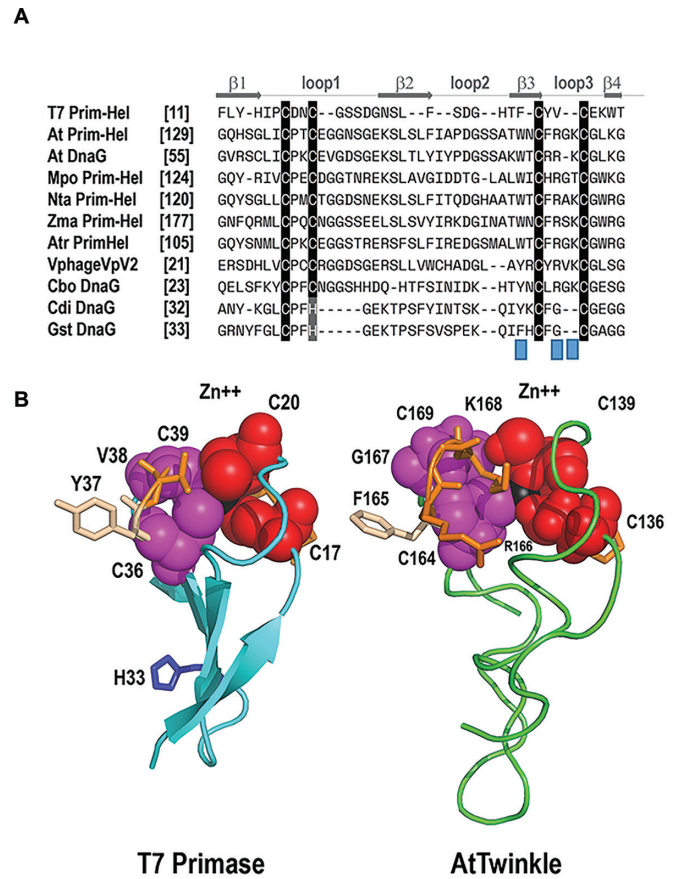 A
β1 loop1 β2 loop2 β3 loop3 β4
T7 Prim-Hel [11] FLY-HIPCDNC--GSSDGNSL--F--SDG--HTF-CYV--CEKWT
At Prim-Hel [129] GQHSGLICPTCEGGNSGEKSLSLFIAPDGSSATWNCFRGKCGLKG
At DnaG [55] GVRSCLICPKCEVGDSGEKSLTLYIYPDGSSAKWTCRR-KCGLRG
Mpo Prim-Hel [124] GQY-RIVCPECDGGTNREKSLAVGIDDTG-LALWICHRGTCGWKG
Nta Prim-Hel [120] GQYSGLLCPMCTGGDSGEKSLSLFITQDGHAATWTCFRAKCGWRG
Zma Prim-Hel [177] GNFQRMLCPQCNGGSSEELSLSVYIRKDGINATWNCFRSKCGWRG
Atr PrimHel [105] GQYSNMLCPKCEGGSTRERSFSLFIREDGSMALWTCFRGKCGWRG
VphageVpV2 [21] ERSDHLVCPCCRGGDSGERSLLVWCHADGL-AYRCYRVKCGLSG
Cbo DnaG [23] QELSFKYCPFCNGGSHHDQ-HTFSINIDK-HTYNCLRGKCGESG
Cdi DnaG [32] ANY-KGLCPFH-----GEKTPSFYINTSK--QIYKCFG--CGEGG
Gst DnaG [33] GRNYFGLCPFH-----GEKTPSFSVSPEK--QIFHCFG--CGAGG
B
Zn++ Zn++
C39 C20 C169 K168 C139
V38 G167
Y37 F165
C36 C17 C164 R166 C136
H33
T7 Primase AtTwinkle